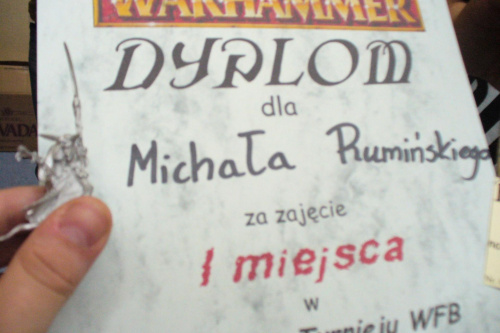 WARHAMMER
DYPLOM
dla
Michała Rumińskiego
za zajęcie
I miejsca
w
Turnieju WFB